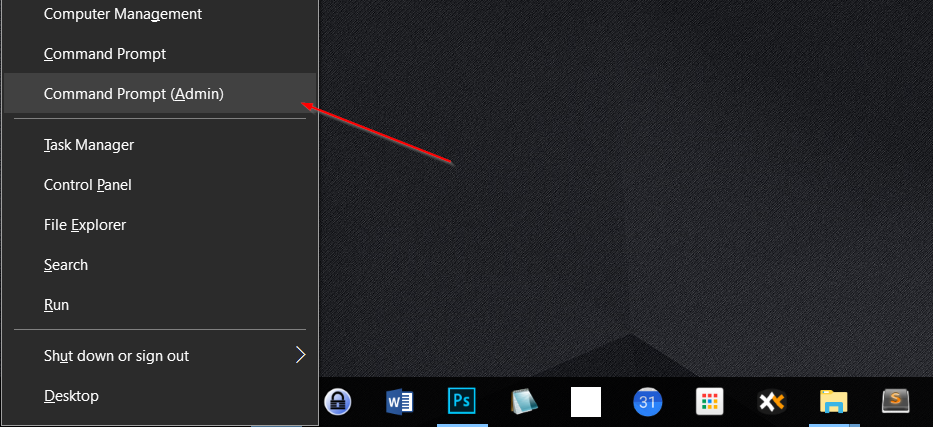 Computer Management
Command Prompt
Command Prompt (Admin)
Task Manager
Control Panel
File Explorer
Search
Run
Shut down or sign out
Desktop
W
Ps
31
S